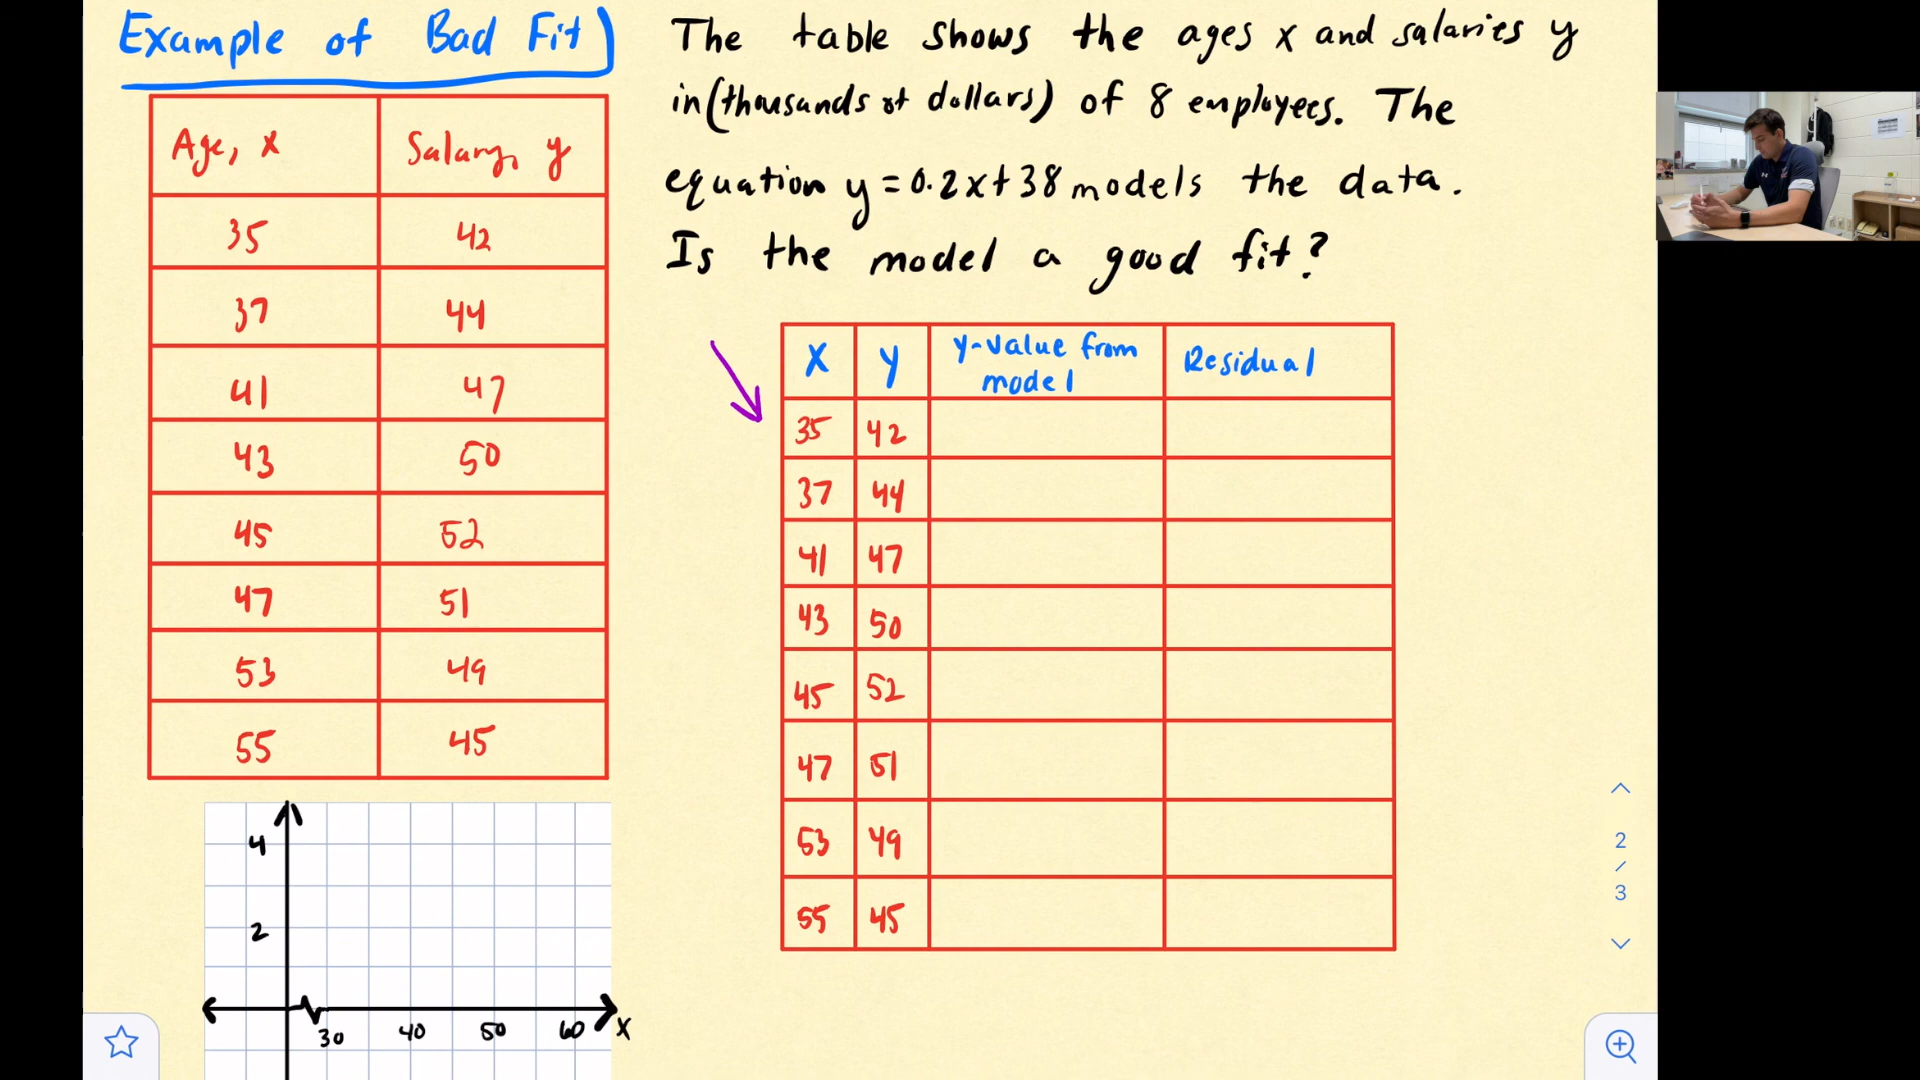 Example of Bad Fit
Age, x Salary, y
35 42
37 44
41 47
43 50
45 52
47 51
53 49
55 45
4
2
30 40 50 60 x
The table shows the ages x and salaries y
in (thousands of dollars) of 8 employees. The
equation y = 0.2x + 38 models the data.
Is the model a good fit?
X y y-value from model Residual
35 42
37 44
41 47
43 50
45 52
47 51
53 49
55 45
2
/
3